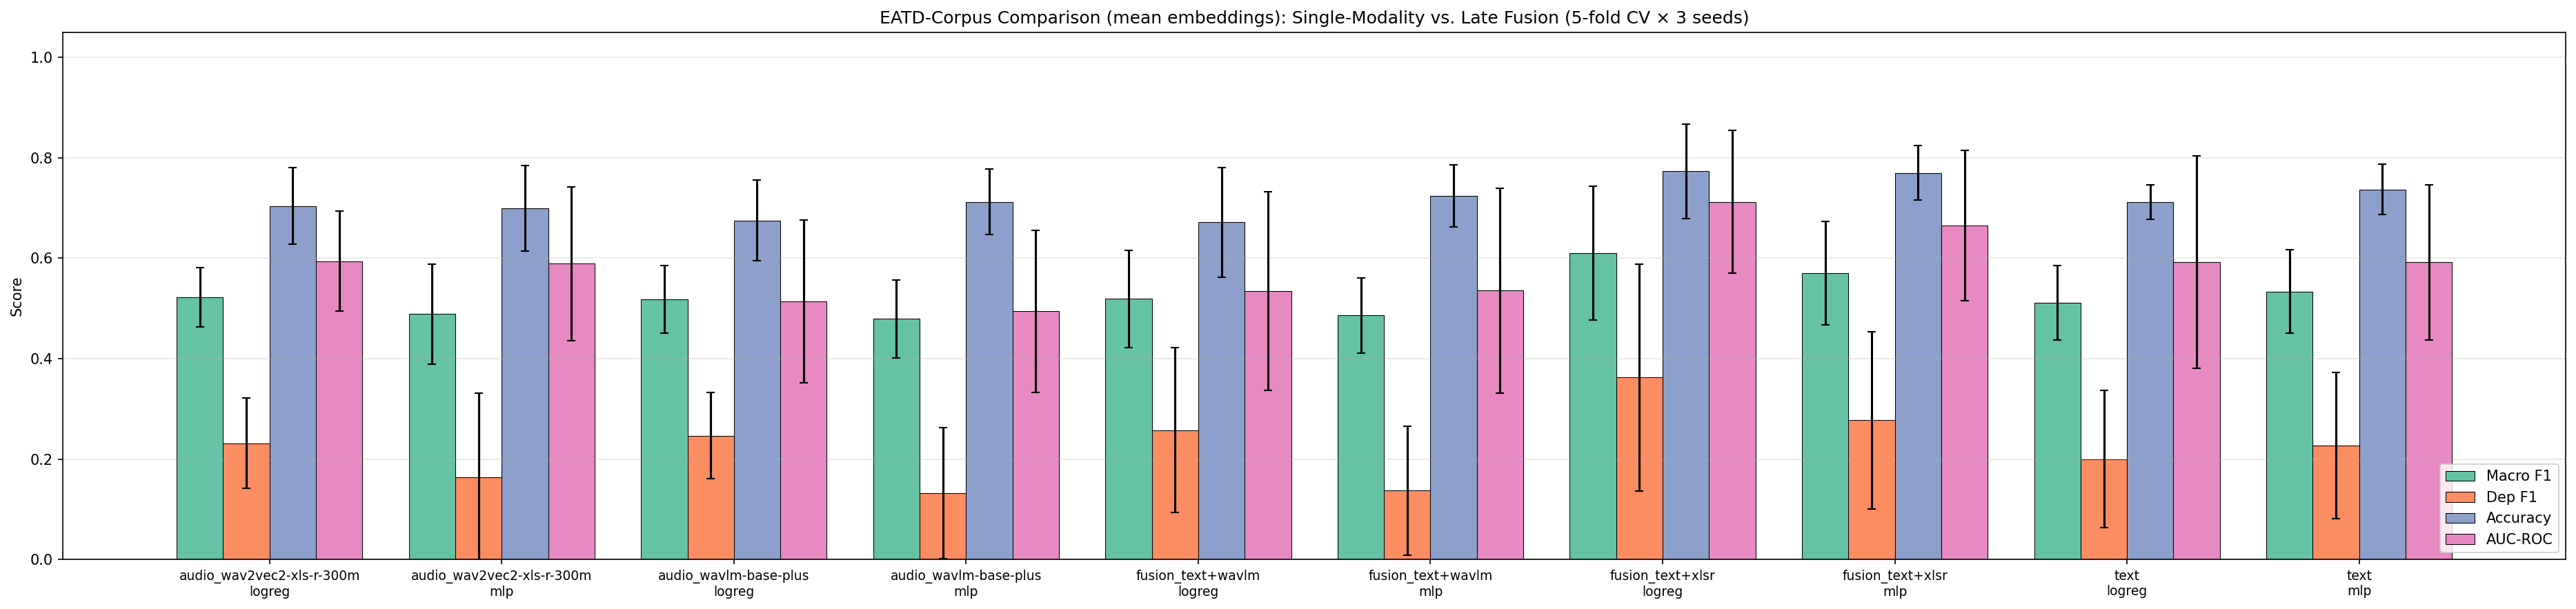 EATD-Corpus Comparison (mean embeddings): Single-Modality vs. Late Fusion (5-fold CV × 3 seeds)
Score
1.0
0.8
0.6
0.4
0.2
0.0
audio_wav2vec2-xls-r-300m
logreg
audio_wav2vec2-xls-r-300m
mlp
audio_wavlm-base-plus
logreg
audio_wavlm-base-plus
mlp
fusion_text+wavlm
logreg
fusion_text+wavlm
mlp
fusion_text+xlsr
logreg
fusion_text+xlsr
mlp
text
logreg
text
mlp
Macro F1
Dep F1
Accuracy
AUC-ROC